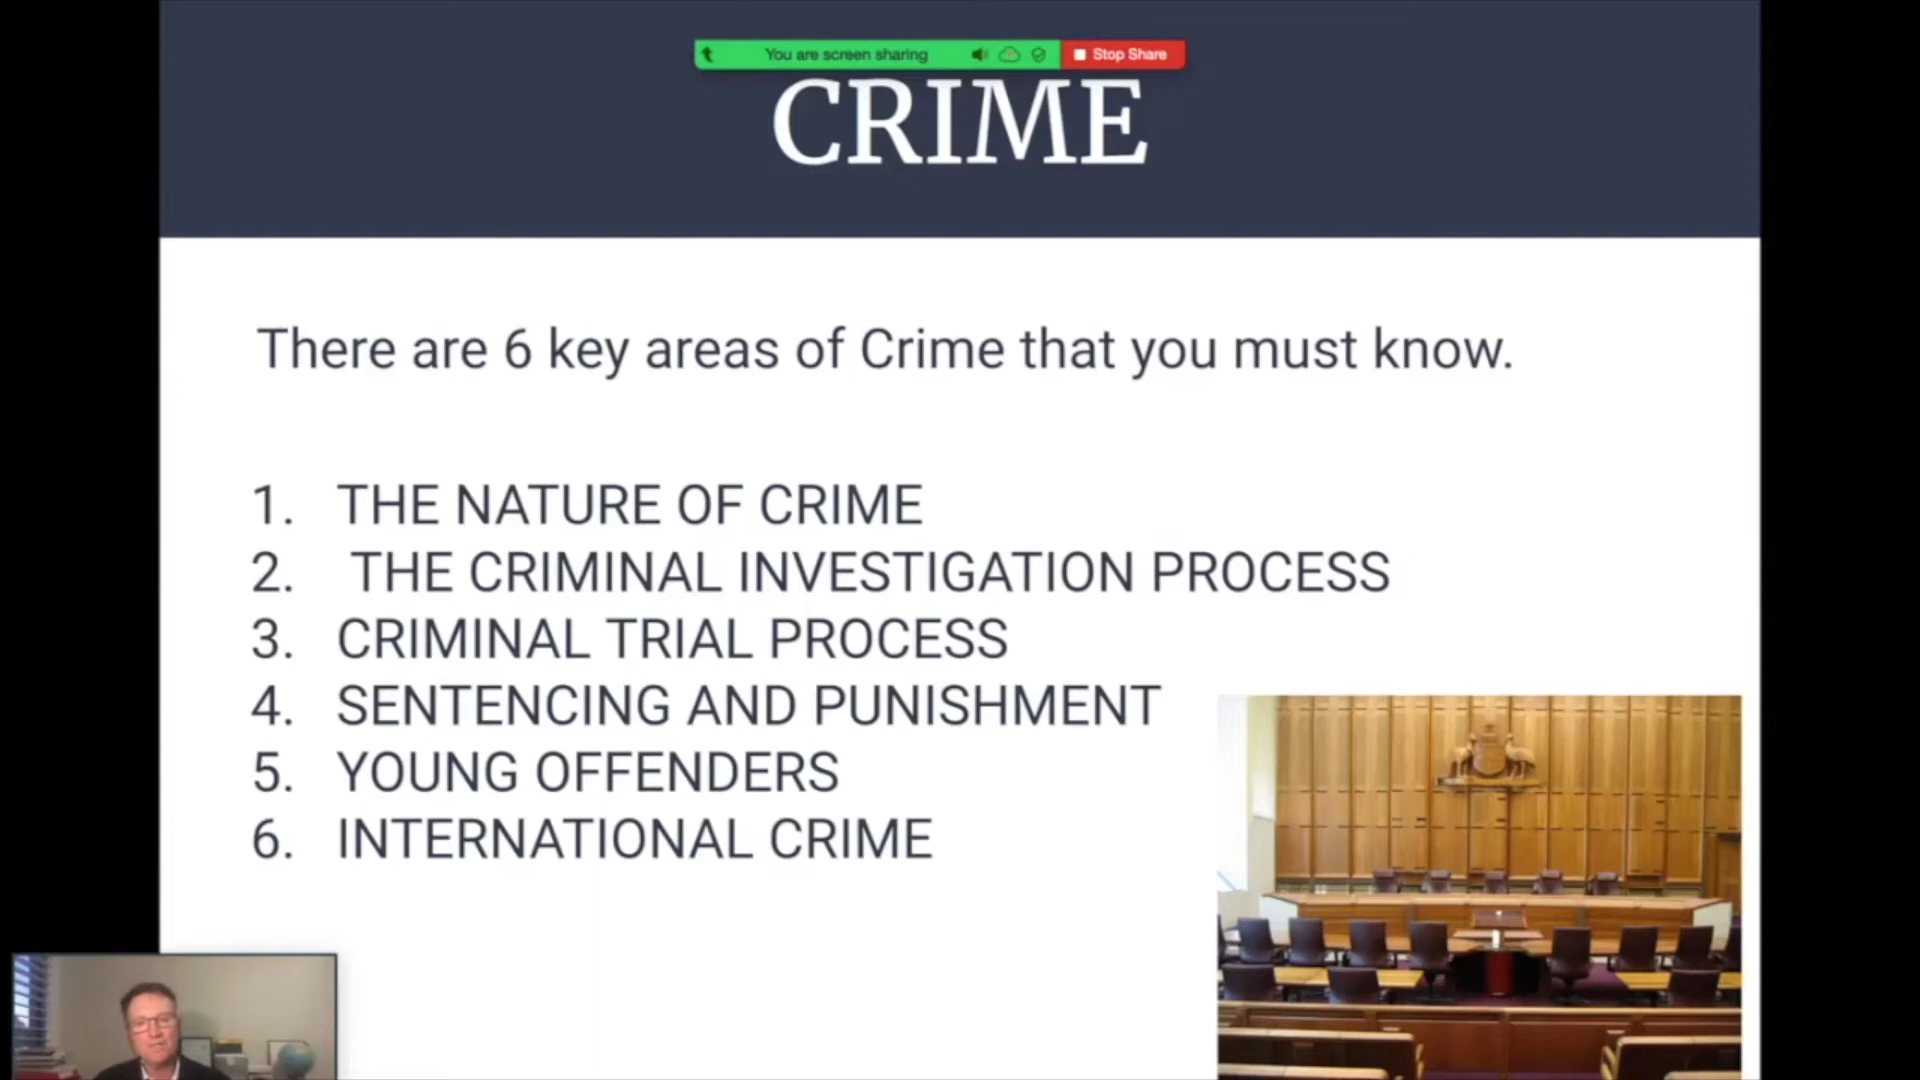 You are screen sharing
Stop Share
CRIME
There are 6 key areas of Crime that you must know.
1. THE NATURE OF CRIME
2. THE CRIMINAL INVESTIGATION PROCESS
3. CRIMINAL TRIAL PROCESS
4. SENTENCING AND PUNISHMENT
5. YOUNG OFFENDERS
6. INTERNATIONAL CRIME